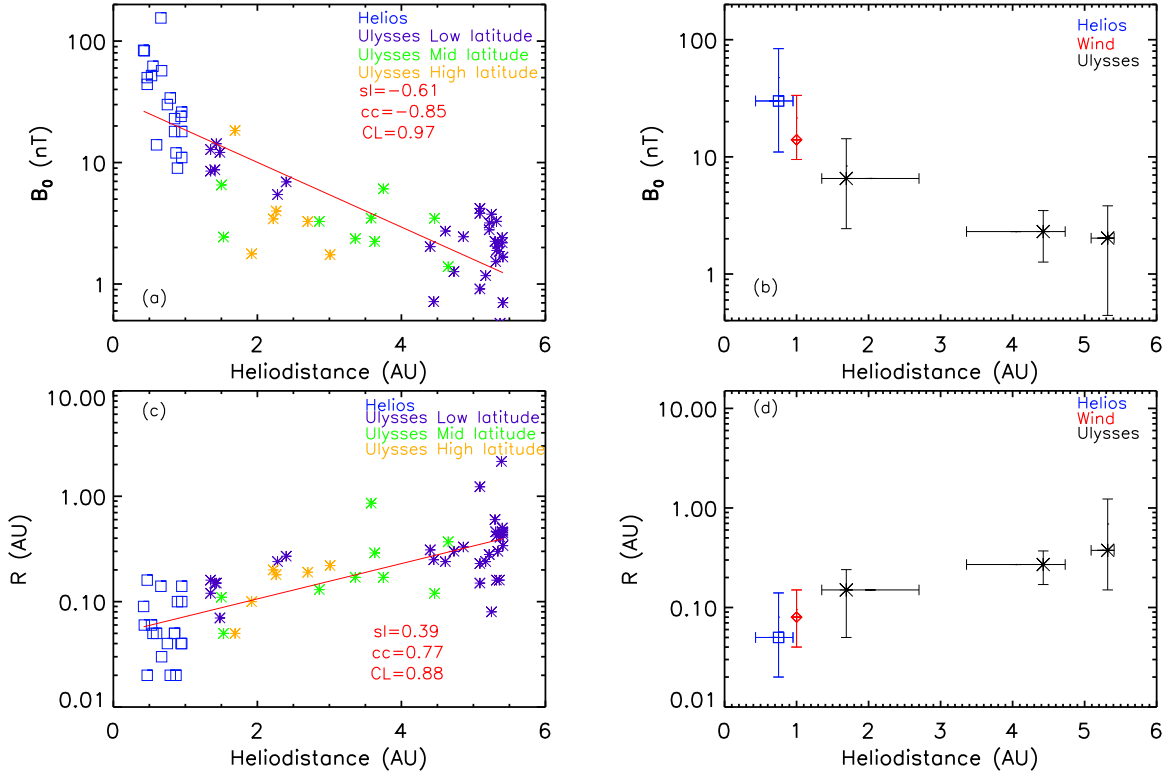 Helios
Ulysses Low latitude
Ulysses Mid latitude
Ulysses High latitude
sl=−0.61
cc=−0.85
CL=0.97
100
10
1
B0 (nT)
(a)
0 2 4 6
Heliodistance (AU)
Helios
Wind
Ulysses
100
10
1
B0 (nT)
(b)
0 1 2 3 4 5 6
Heliodistance (AU)
(c)
Helios
Ulysses Low latitude
Ulysses Mid latitude
Ulysses High latitude
10.00
1.00
0.10
0.01
R (AU)
sl=0.39
cc=0.77
CL=0.88
0 2 4 6
Heliodistance (AU)
(d)
Helios
Wind
Ulysses
10.00
1.00
0.10
0.01
R (AU)
0 1 2 3 4 5 6
Heliodistance (AU)